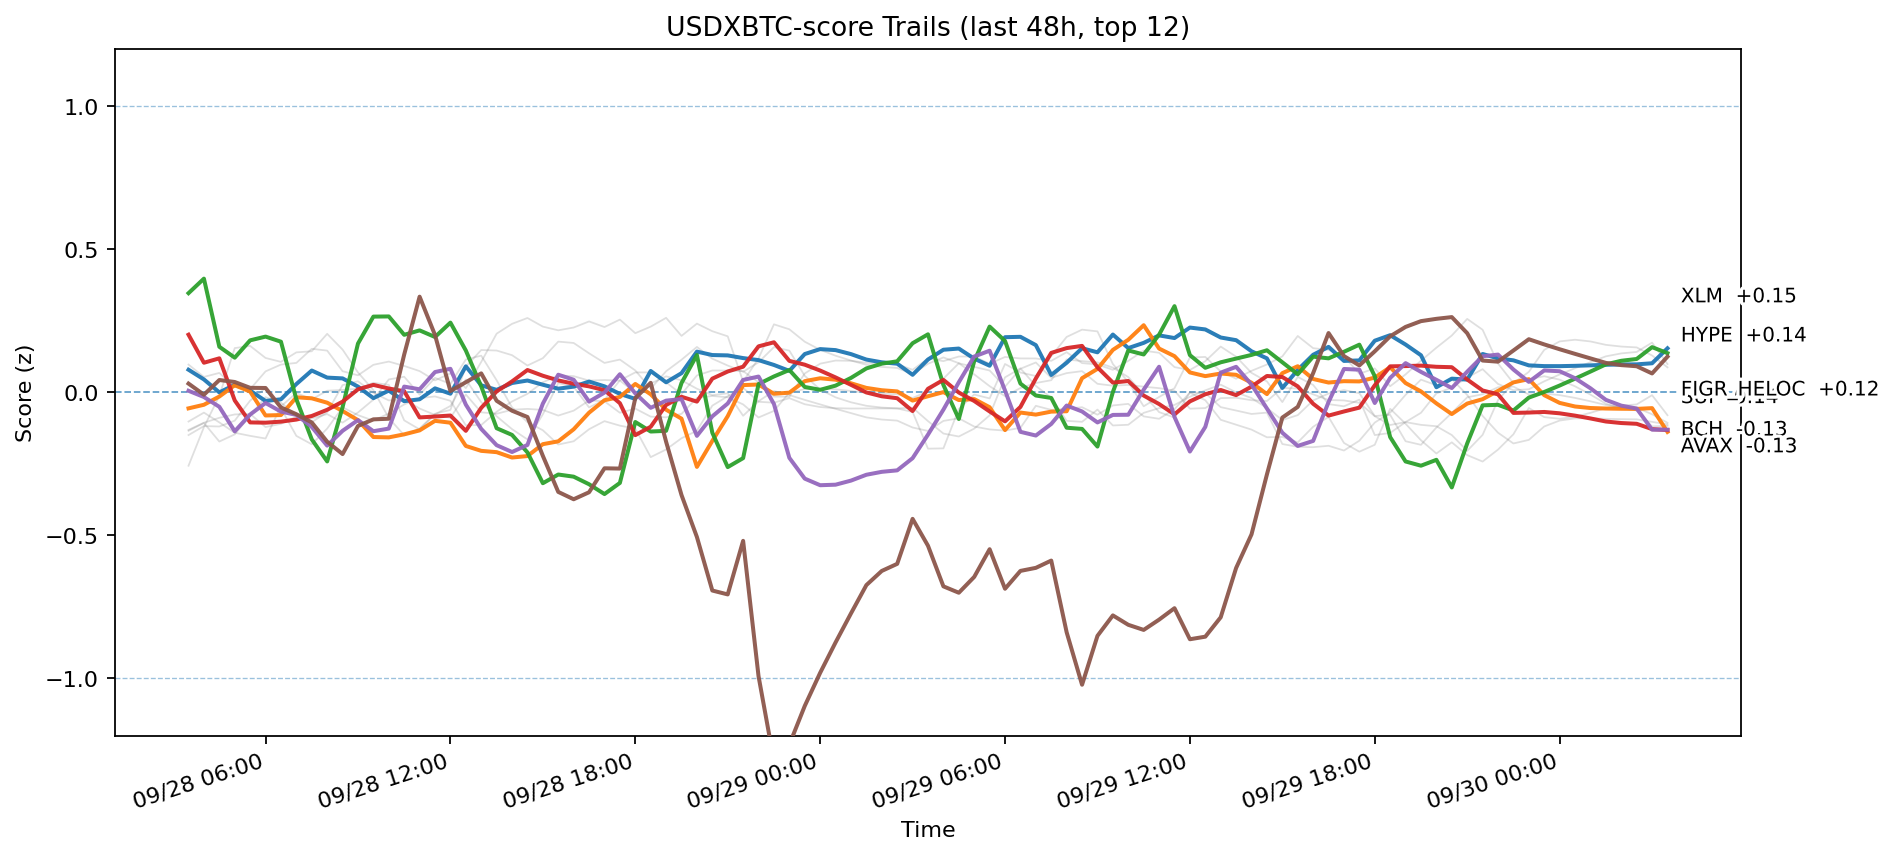 USDXBTC-score Trails (last 48h, top 12)
Score (z)
1.0
0.5
0.0
−0.5
−1.0
XLM +0.15
HYPE +0.14
FIGR_HELOC +0.12
BCH -0.13
AVAX -0.13
09/28 06:00
09/28 12:00
09/28 18:00
09/29 00:00
09/29 06:00
09/29 12:00
09/29 18:00
09/30 00:00
Time